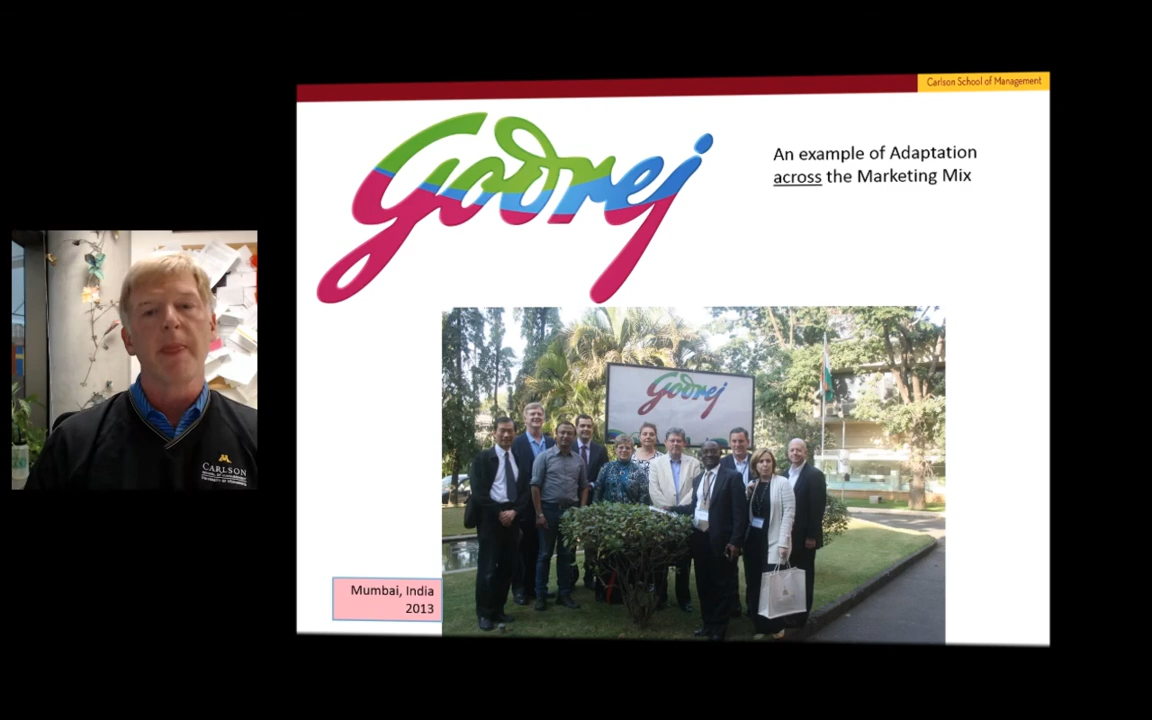 Carlson School of Management
Godrej
An example of Adaptation
across the Marketing Mix
Godrej
CARLSON
Mumbai, India
2013